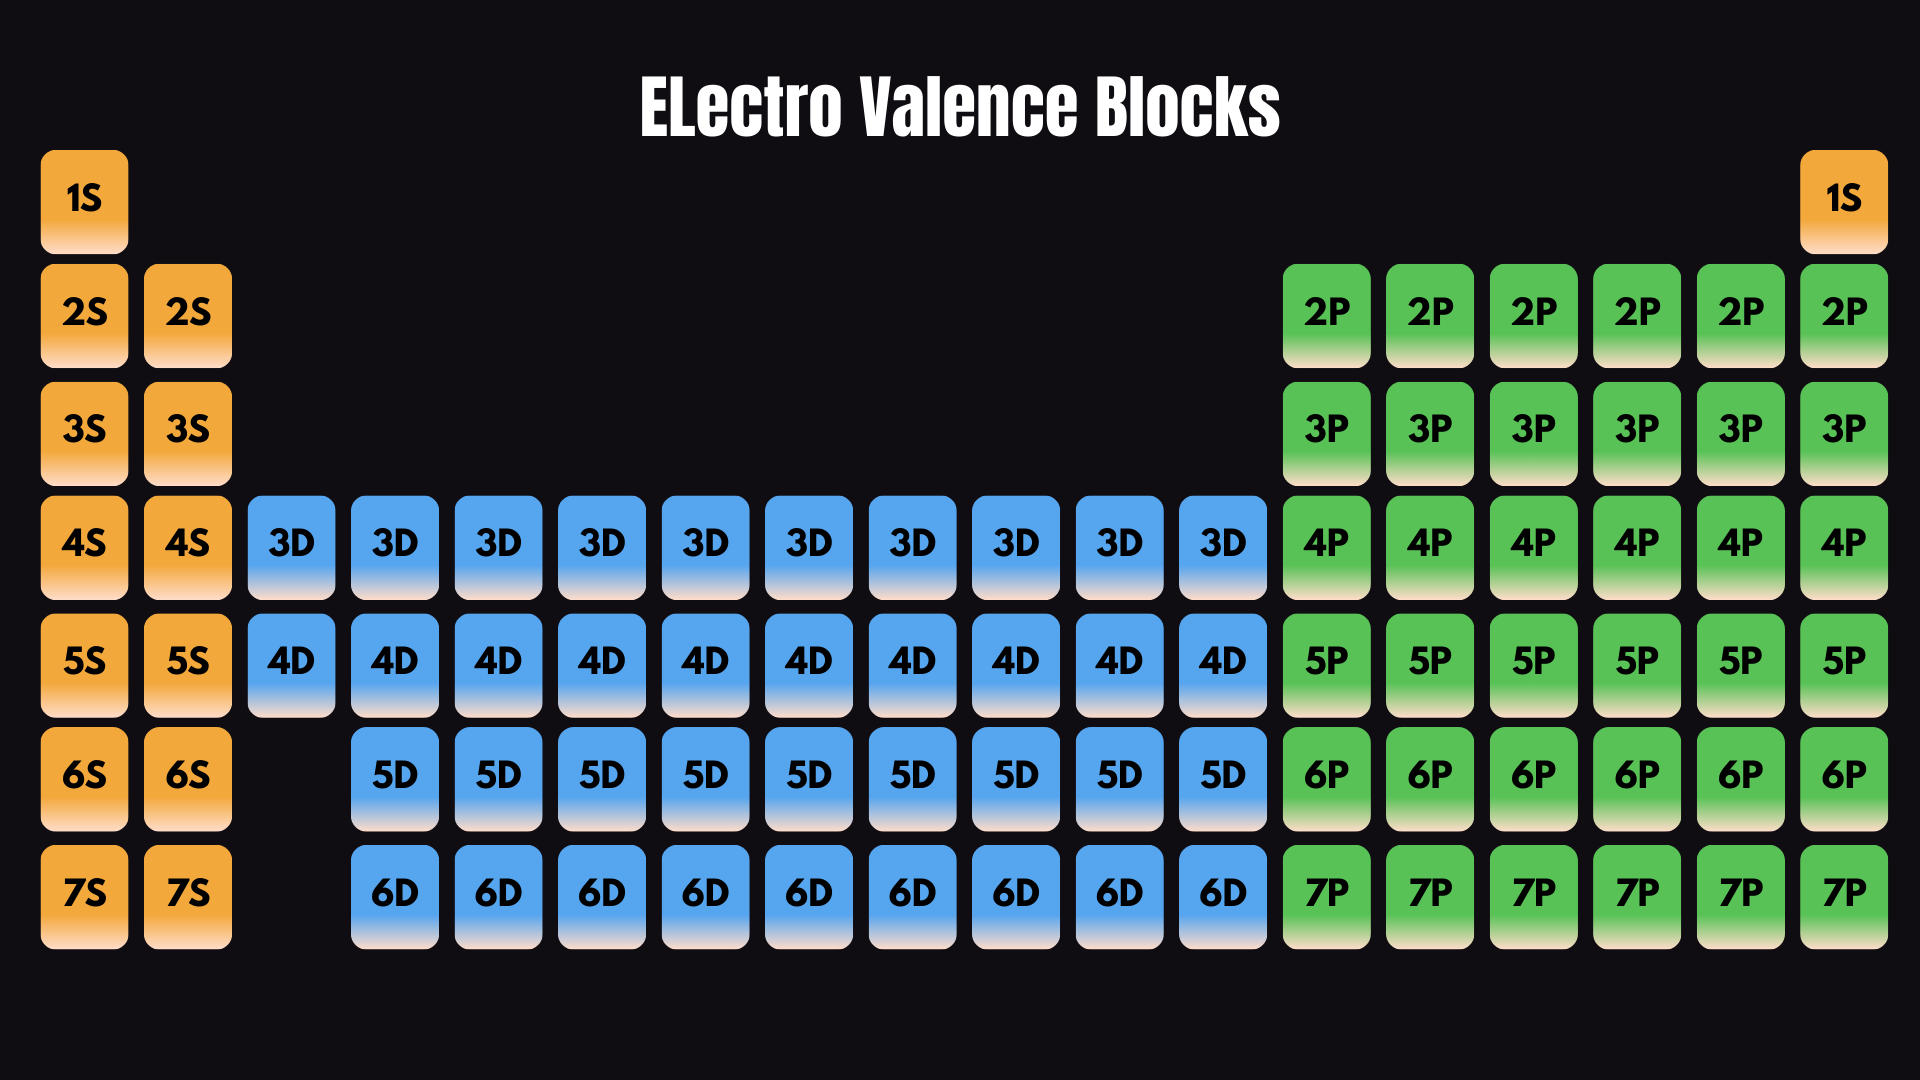 ELectro Valence Blocks
1S 1S
2S 2S 2P 2P 2P 2P 2P 2P
3S 3S 3P 3P 3P 3P 3P 3P
4S 4S 3D 3D 3D 3D 3D 3D 3D 3D 3D 3D 4P 4P 4P 4P 4P 4P
5S 5S 4D 4D 4D 4D 4D 4D 4D 4D 4D 4D 5P 5P 5P 5P 5P 5P
6S 6S 5D 5D 5D 5D 5D 5D 5D 5D 5D 6P 6P 6P 6P 6P 6P
7S 7S 6D 6D 6D 6D 6D 6D 6D 6D 6D 7P 7P 7P 7P 7P 7P